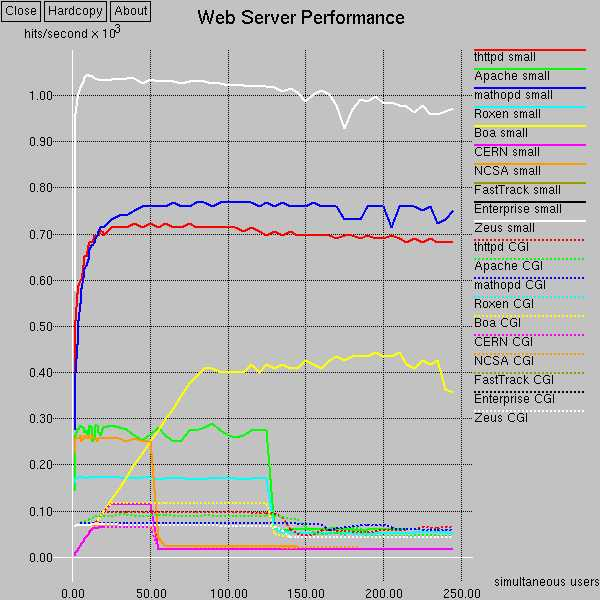 Close Hardcopy About
Web Server Performance
hits/second x 10³
thttpd small
Apache small
mathopd small
Roxen small
Boa small
CERN small
NCSA small
FastTrack small
Enterprise small
Zeus small
thttpd CGI
Apache CGI
mathopd CGI
Roxen CGI
Boa CGI
CERN CGI
NCSA CGI
FastTrack CGI
Enterprise CGI
Zeus CGI
1.00
0.90
0.80
0.70
0.60
0.50
0.40
0.30
0.20
0.10
0.00
simultaneous users
0.00 50.00 100.00 150.00 200.00 250.00